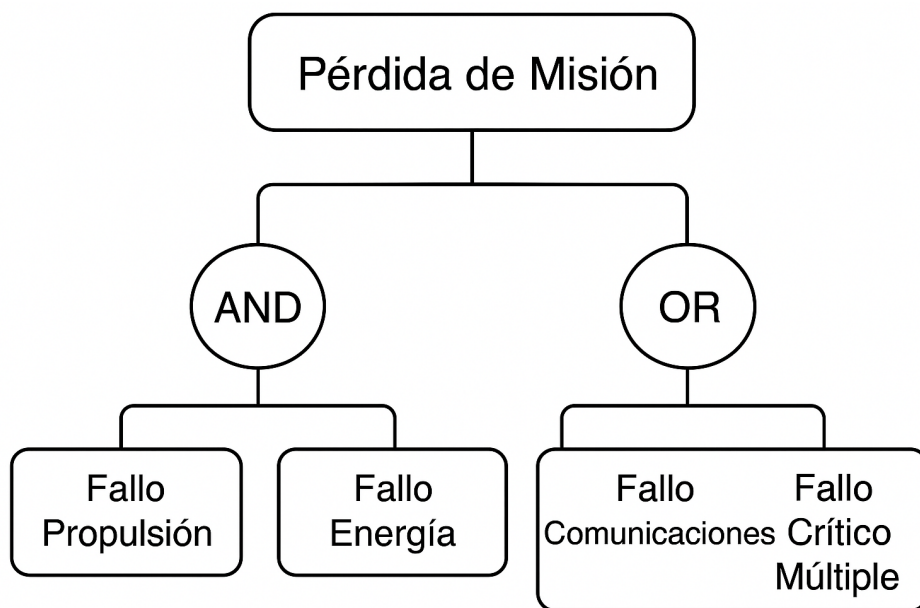 Pérdida de Misión
AND
OR
Fallo
Propulsión
Fallo
Energía
Fallo
Comunicaciones
Fallo
Crítico
Múltiple